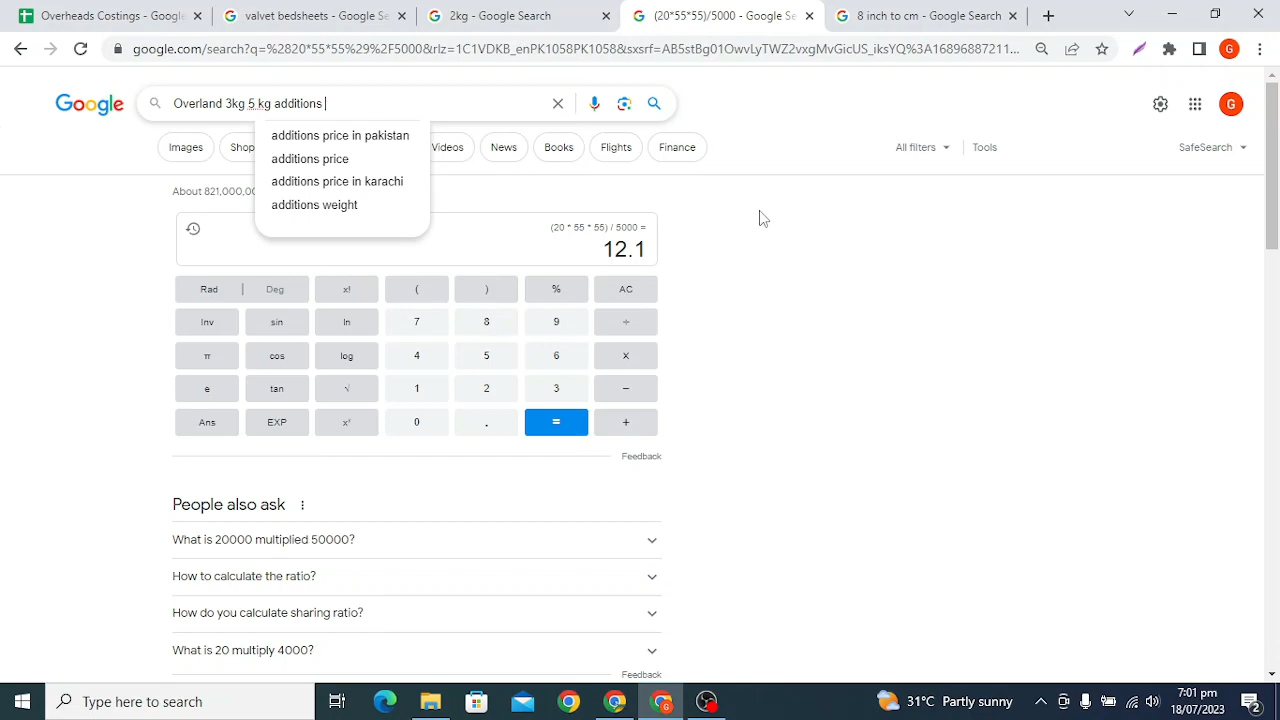 Overheads Costings - Google
valvet bedsheets - Google Se
2kg - Google Search
(20*55*55)/5000 - Google Se
8 inch to cm - Google Search
google.com/search?q=%2820*55*55%29%2F5000&rlz=1C1VDKB_enPK1058PK1058&sxsrf=AB5stBg01OwvLyTWZ2vxgMvGicUS_iksYQ%3A16896887211...
G
Google
Overland 3kg 5 kg additions
G
additions price in pakistan
additions price
additions price in karachi
additions weight
Images
Shop
Videos
News
Books
Flights
Finance
All filters
Tools
SafeSearch
About 821,000,00
(20 * 55 * 55) / 5000 =
12.1
Rad | Deg x! ( ) % AC
Inv sin ln 7 8 9 ÷
π cos log 4 5 6 X
e tan √ 1 2 3 −
Ans EXP xʸ 0 . = +
Feedback
People also ask
What is 20000 multiplied 50000?
How to calculate the ratio?
How do you calculate sharing ratio?
What is 20 multiply 4000?
Feedback
Type here to search
G
31°C Partly sunny
7:01 pm
18/07/2023
2